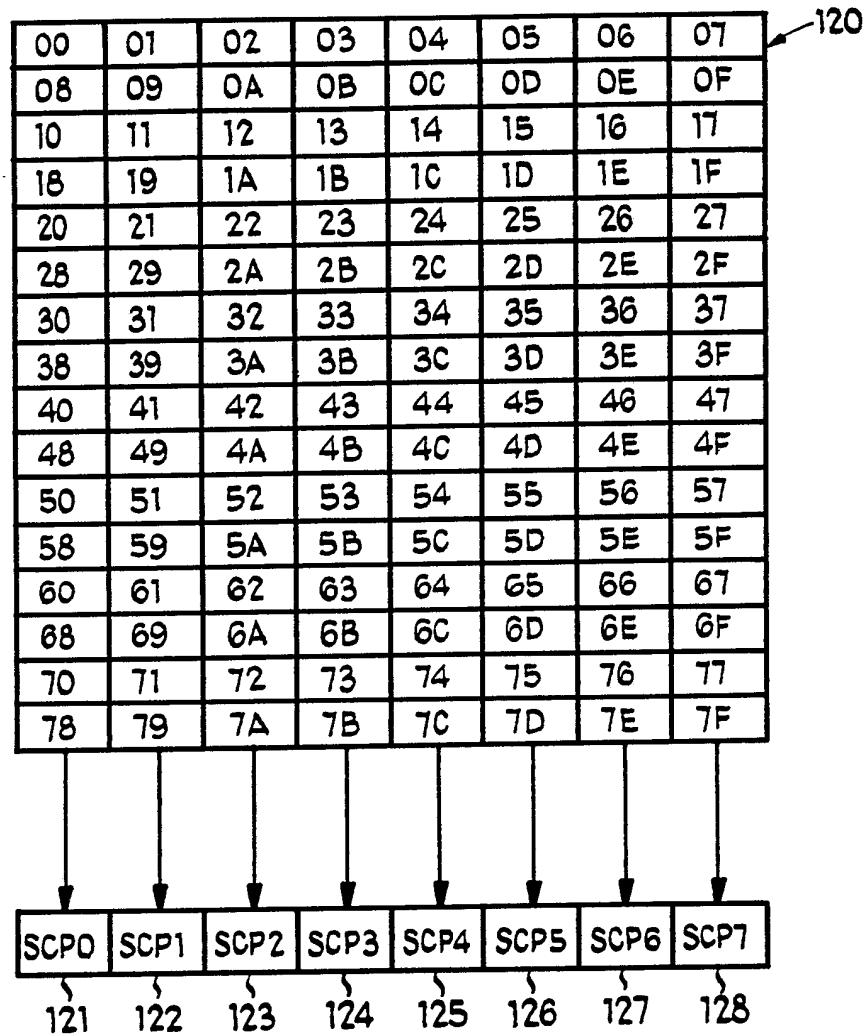 00 01 02 03 04 05 06 07 120
08 09 0A 0B 0C 0D 0E 0F
10 11 12 13 14 15 16 17
18 19 1A 1B 1C 1D 1E 1F
20 21 22 23 24 25 26 27
28 29 2A 2B 2C 2D 2E 2F
30 31 32 33 34 35 36 37
38 39 3A 3B 3C 3D 3E 3F
40 41 42 43 44 45 46 47
48 49 4A 4B 4C 4D 4E 4F
50 51 52 53 54 55 56 57
58 59 5A 5B 5C 5D 5E 5F
60 61 62 63 64 65 66 67
68 69 6A 6B 6C 6D 6E 6F
70 71 72 73 74 75 76 77
78 79 7A 7B 7C 7D 7E 7F
SCP0 SCP1 SCP2 SCP3 SCP4 SCP5 SCP6 SCP7
121 122 123 124 125 126 127 128